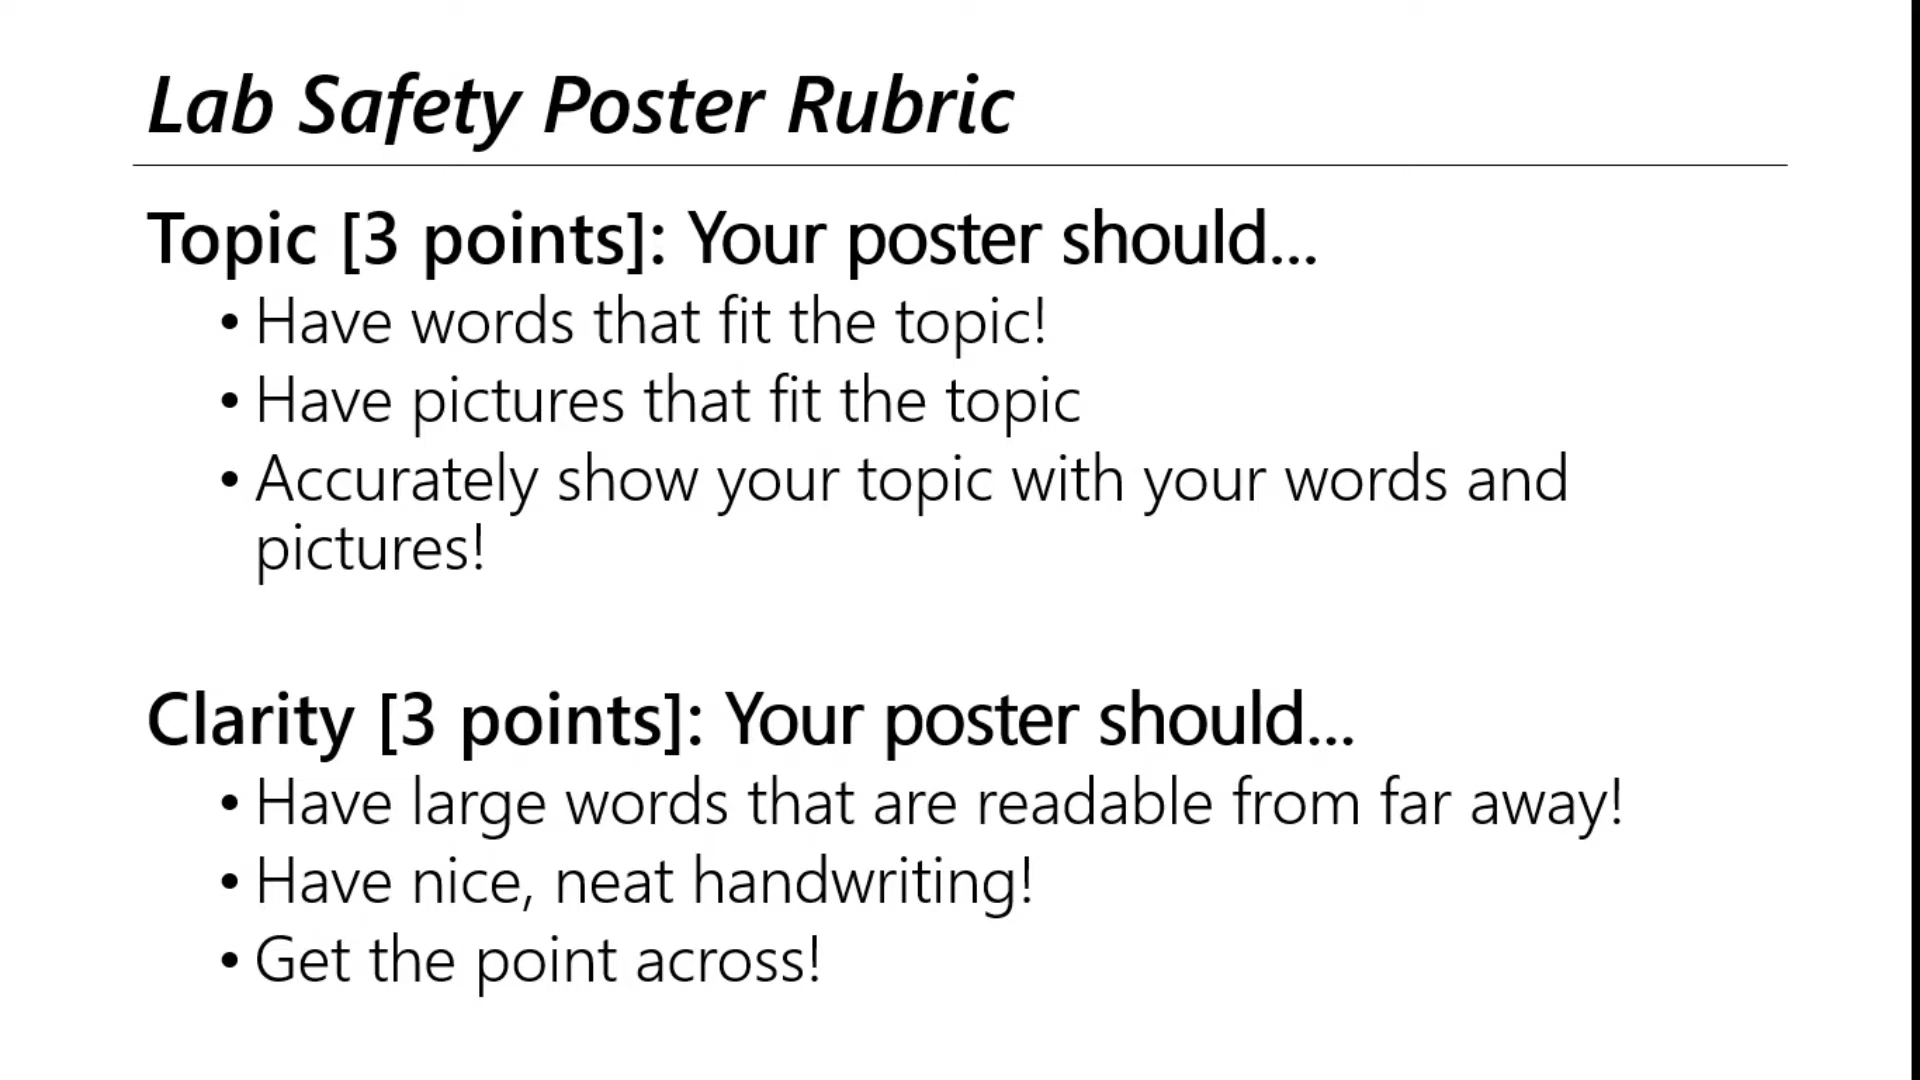 Lab Safety Poster Rubric
Topic [3 points]: Your poster should...
• Have words that fit the topic!
• Have pictures that fit the topic
• Accurately show your topic with your words and
pictures!
Clarity [3 points]: Your poster should...
• Have large words that are readable from far away!
• Have nice, neat handwriting!
• Get the point across!